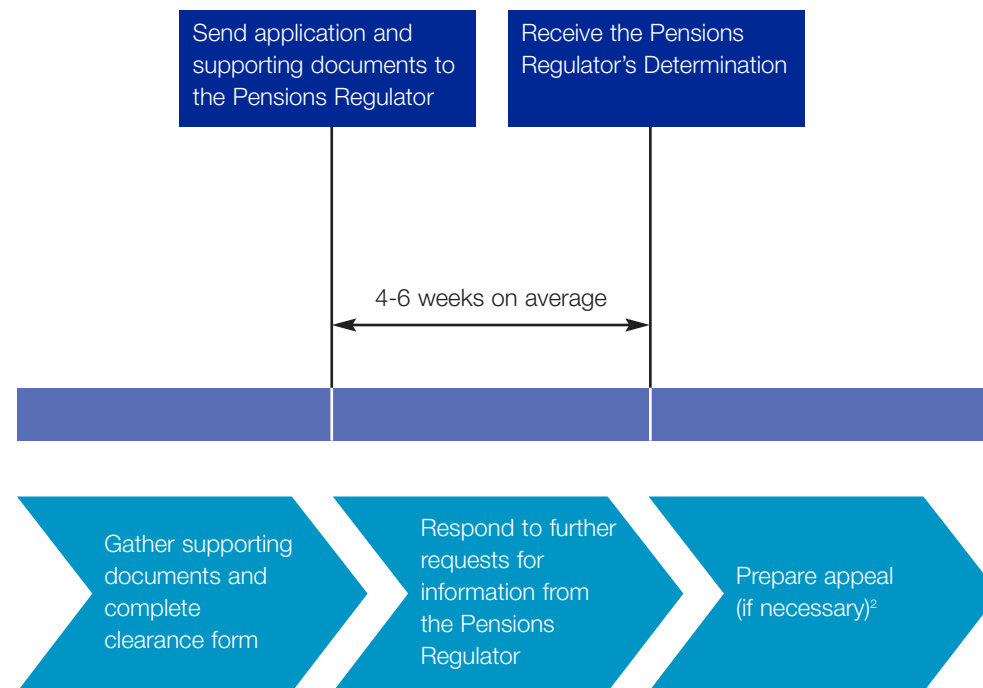 Send application and
supporting documents to
the Pensions Regulator
Receive the Pensions
Regulator’s Determination
4-6 weeks on average
Gather supporting
documents and
complete
clearance form
Respond to further
requests for
information from
the Pensions
Regulator
Prepare appeal
(if necessary)²